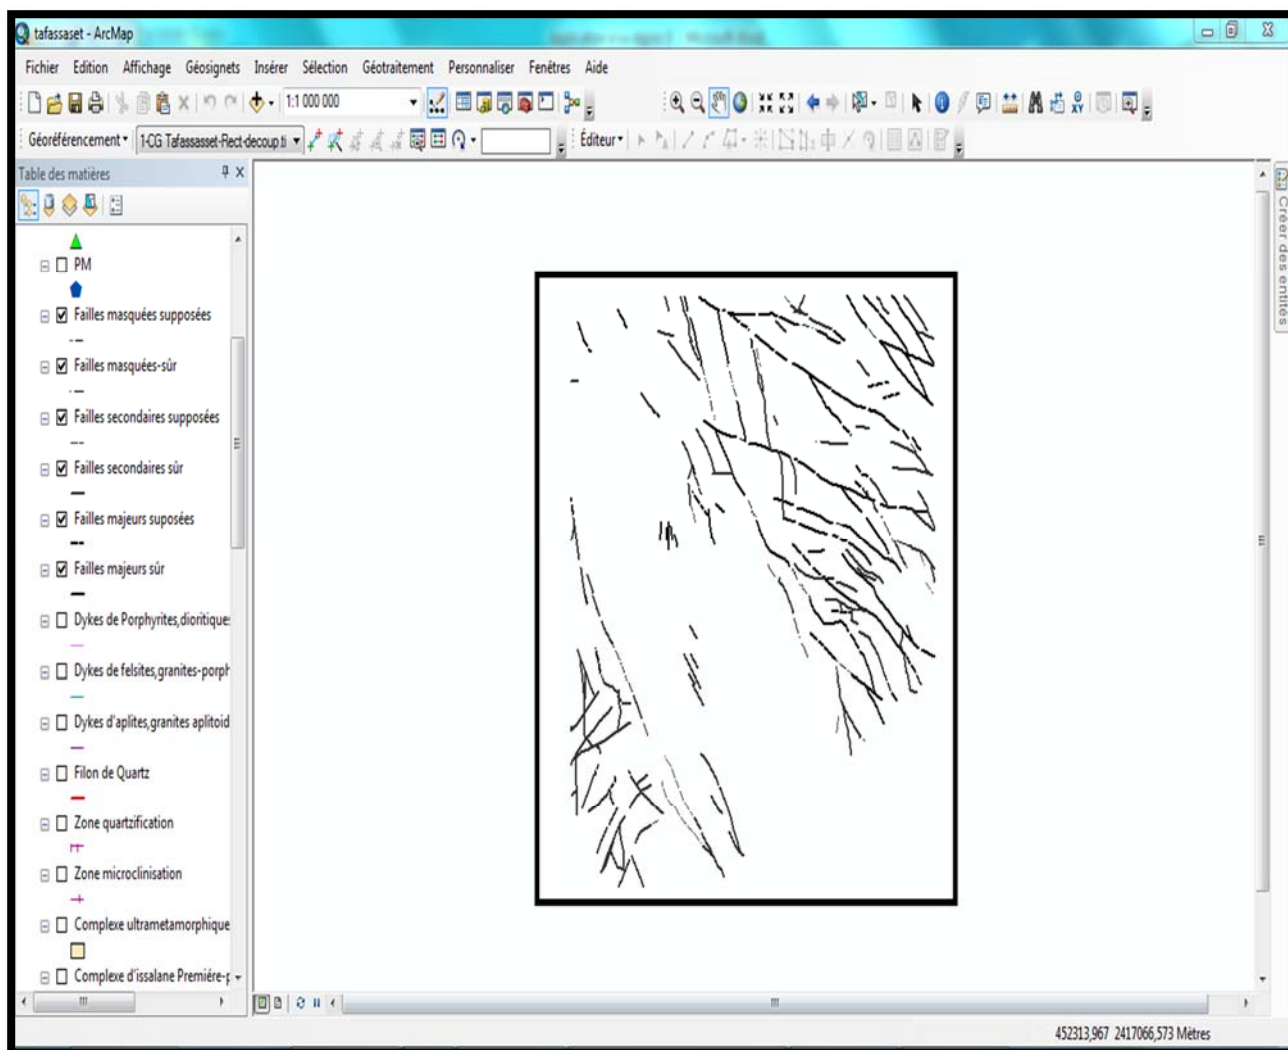 tafassaset - ArcMap
Fichier Edition Affichage Géosignets Insérer Sélection Géotraitement Personnaliser Fenêtres Aide
1:1 000 000
Géoréférencement 1-CG Tafassasset-Rect-decoup.ti Éditeur
Table des matières
Créer des entités
PM
Failles masquées supposées
Failles masquées-sûr
Failles secondaires supposées
Failles secondaires sûr
Failles majeurs suposées
Failles majeurs sûr
Dykes de Porphyrites,dioritique
Dykes de felsites,granites-porph
Dykes d'aplites,granites aplitoid
Filon de Quartz
Zone quartzification
Zone microclinisation
Complexe ultrametamorphique
Complexe d'issalane Premiére-p
452313,967 2417066,573 Mètres